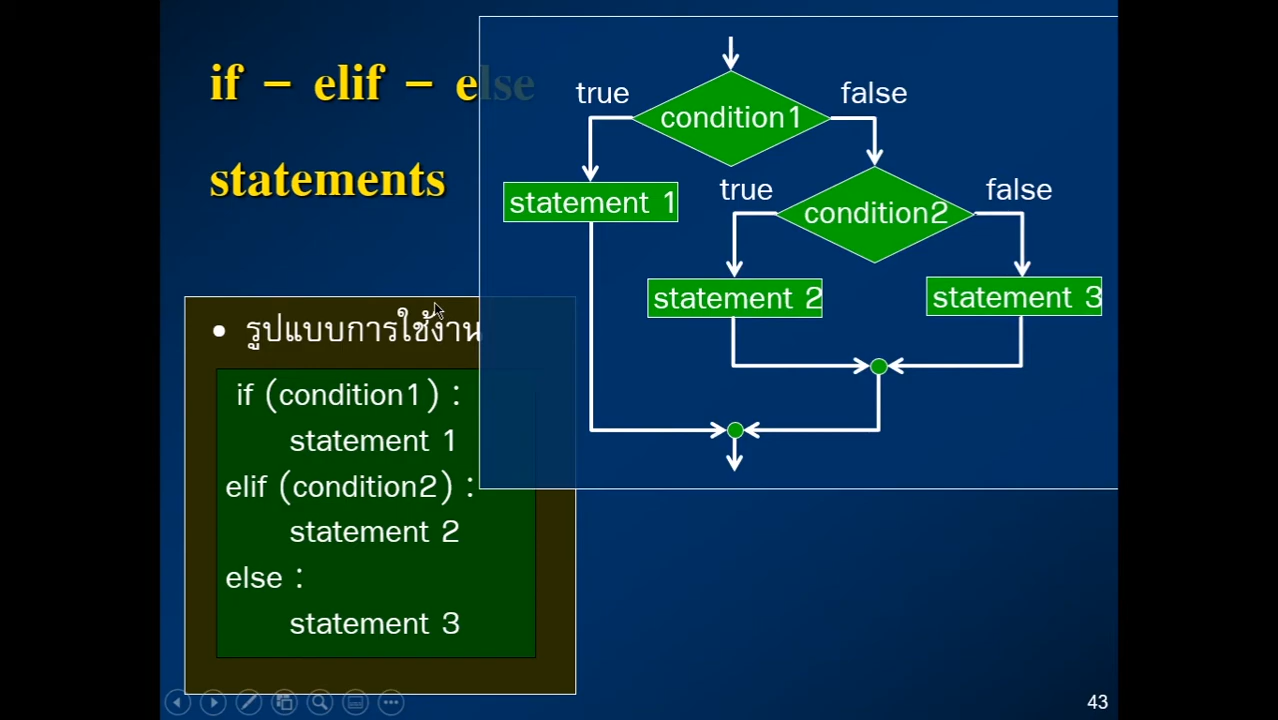 if – elif – else
statements
• รูปแบบการใช้งาน
if (condition1) :
statement 1
elif (condition2) :
statement 2
else :
statement 3
condition1
true
false
statement 1
condition2
true
false
statement 2
statement 3
43